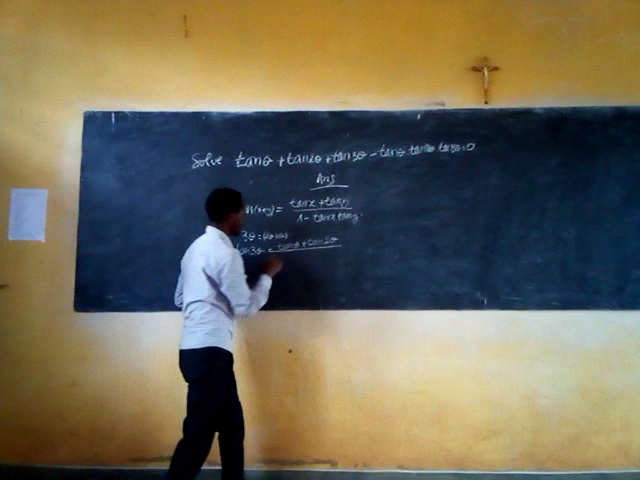 Solve tanθ + tan2θ + tan3θ - tanθ tan2θ tan3θ = 0
Ans
(x+y) = tanx + tany
1 - tanx tany
3θ = (2θ+θ)
tan3θ = tanθ + tan2θ